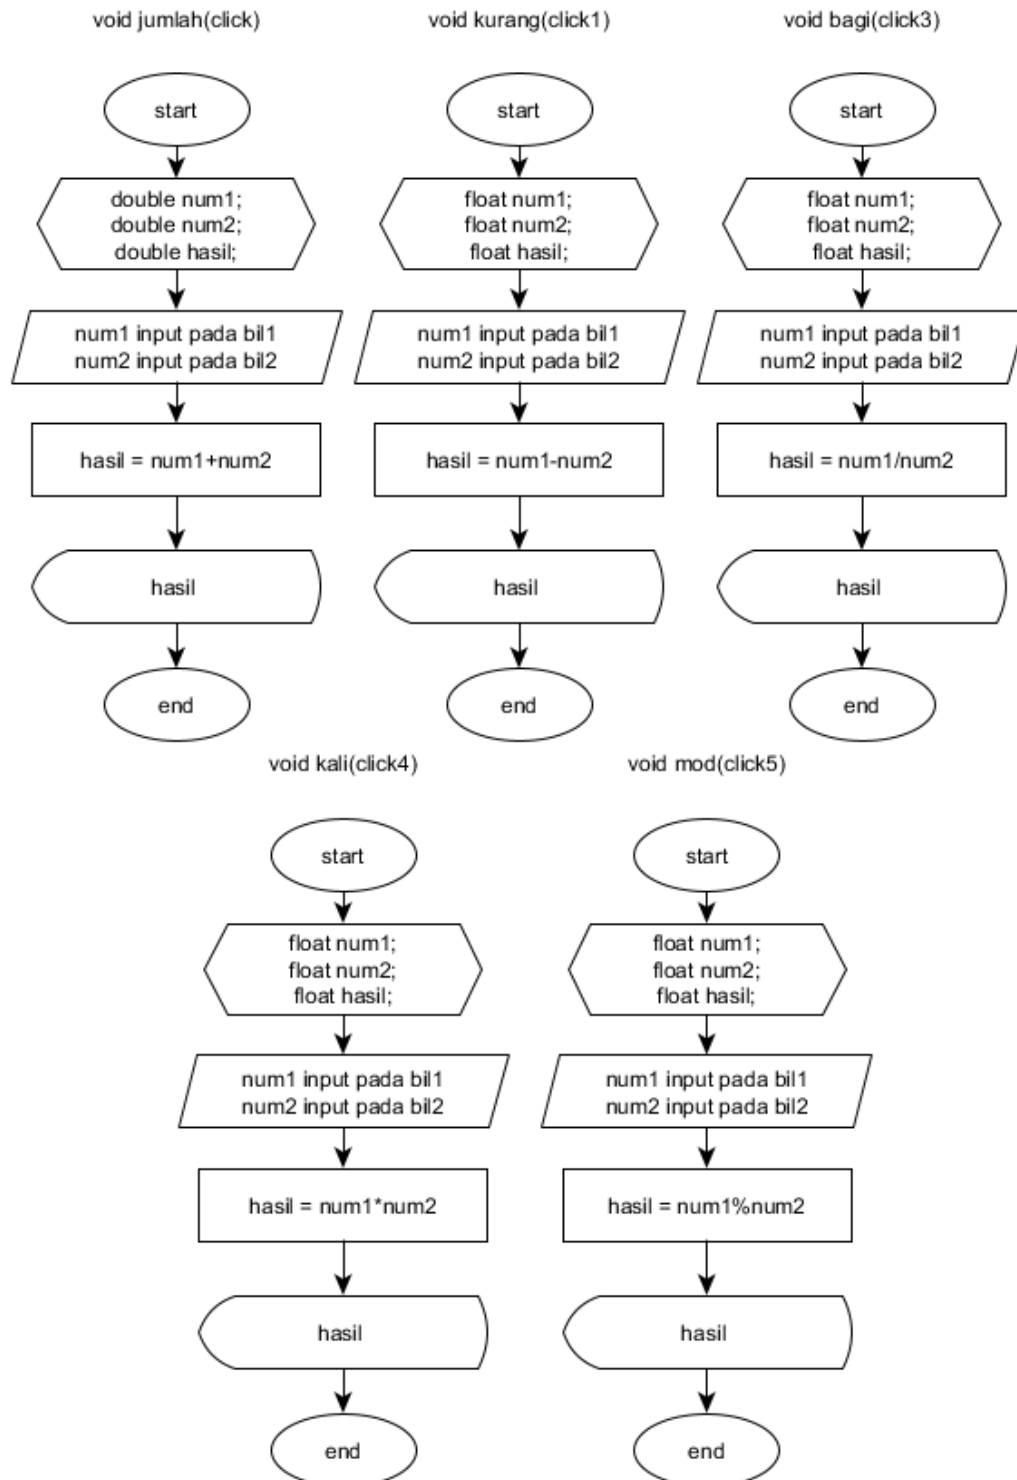 void jumlah(click)
start
double num1;
double num2;
double hasil;
num1 input pada bil1
num2 input pada bil2
hasil = num1+num2
hasil
end
void kurang(click1)
start
float num1;
float num2;
float hasil;
num1 input pada bil1
num2 input pada bil2
hasil = num1-num2
hasil
end
void bagi(click3)
start
float num1;
float num2;
float hasil;
num1 input pada bil1
num2 input pada bil2
hasil = num1/num2
hasil
end
void kali(click4)
start
float num1;
float num2;
float hasil;
num1 input pada bil1
num2 input pada bil2
hasil = num1*num2
hasil
end
void mod(click5)
start
float num1;
float num2;
float hasil;
num1 input pada bil1
num2 input pada bil2
hasil = num1%num2
hasil
end